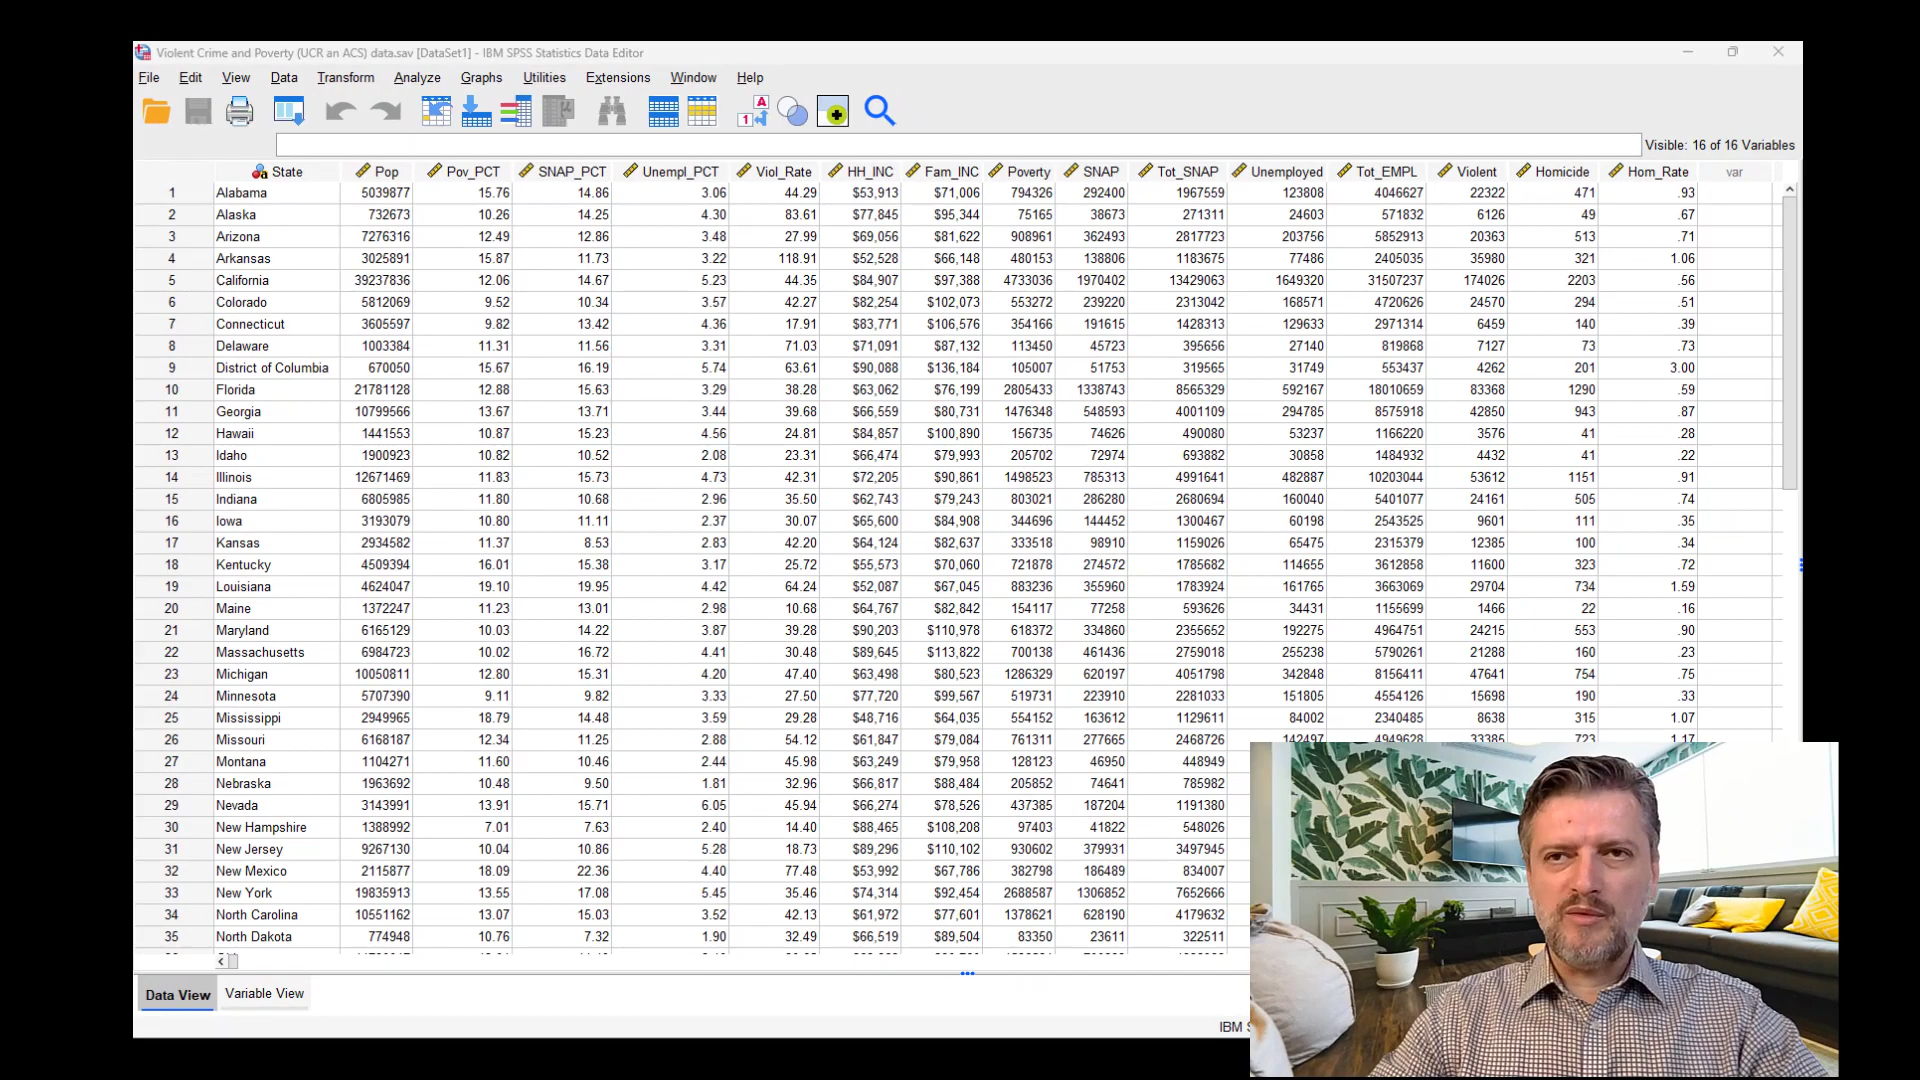 Violent Crime and Poverty (UCR an ACS) data.sav [DataSet1] - IBM SPSS Statistics Data Editor
File Edit View Data Transform Analyze Graphs Utilities Extensions Window Help
Visible: 16 of 16 Variables
State Pop Pov_PCT SNAP_PCT Unempl_PCT Viol_Rate HH_INC Fam_INC Poverty SNAP Tot_SNAP Unemployed Tot_EMPL Violent Homicide Hom_Rate var
1 Alabama 5039877 15.76 14.86 3.06 44.29 $53,913 $71,006 794326 292400 1967559 123808 4046627 22322 471 .93
2 Alaska 732673 10.26 14.25 4.30 83.61 $77,845 $95,344 75165 38673 271311 24603 571832 6126 49 .67
3 Arizona 7276316 12.49 12.86 3.48 27.99 $69,056 $81,622 908961 362493 2817723 203756 5852913 20363 513 .71
4 Arkansas 3025891 15.87 11.73 3.22 118.91 $52,528 $66,148 480153 138806 1183675 77486 2405035 35980 321 1.06
5 California 39237836 12.06 14.67 5.23 44.35 $84,907 $97,388 4733036 1970402 13429063 1649320 31507237 174026 2203 .56
6 Colorado 5812069 9.52 10.34 3.57 42.27 $82,254 $102,073 553272 239220 2313042 168571 4720626 24570 294 .51
7 Connecticut 3605597 9.82 13.42 4.36 17.91 $83,771 $106,576 354166 191615 1428313 129633 2971314 6459 140 .39
8 Delaware 1003384 11.31 11.56 3.31 71.03 $71,091 $87,132 113450 45723 395656 27140 819868 7127 73 .73
9 District of Columbia 670050 15.67 16.19 5.74 63.61 $90,088 $136,184 105007 51753 319565 31749 553437 4262 201 3.00
10 Florida 21781128 12.88 15.63 3.29 38.28 $63,062 $76,199 2805433 1338743 8565329 592167 18010659 83368 1290 .59
11 Georgia 10799566 13.67 13.71 3.44 39.68 $66,559 $80,731 1476348 548593 4001109 294785 8575918 42850 943 .87
12 Hawaii 1441553 10.87 15.23 4.56 24.81 $84,857 $100,890 156735 74626 490080 53237 1166220 3576 41 .28
13 Idaho 1900923 10.82 10.52 2.08 23.31 $66,474 $79,993 205702 72974 693882 30858 1484932 4432 41 .22
14 Illinois 12671469 11.83 15.73 4.73 42.31 $72,205 $90,861 1498523 785313 4991641 482887 10203044 53612 1151 .91
15 Indiana 6805985 11.80 10.68 2.96 35.50 $62,743 $79,243 803021 286280 2680694 160040 5401077 24161 505 .74
16 Iowa 3193079 10.80 11.11 2.37 30.07 $65,600 $84,908 344696 144452 1300467 60198 2543525 9601 111 .35
17 Kansas 2934582 11.37 8.53 2.83 42.20 $64,124 $82,637 333518 98910 1159026 65475 2315379 12385 100 .34
18 Kentucky 4509394 16.01 15.38 3.17 25.72 $55,573 $70,060 721878 274572 1785682 114655 3612858 11600 323 .72
19 Louisiana 4624047 19.10 19.95 4.42 64.24 $52,087 $67,045 883236 355960 1783924 161765 3663069 29704 734 1.59
20 Maine 1372247 11.23 13.01 2.98 10.68 $64,767 $82,842 154117 77258 593626 34431 1155699 1466 22 .16
21 Maryland 6165129 10.03 14.22 3.87 39.28 $90,203 $110,978 618372 334860 2355652 192275 4964751 24215 553 .90
22 Massachusetts 6984723 10.02 16.72 4.41 30.48 $89,645 $113,822 700138 461436 2759018 255238 5790261 21288 160 .23
23 Michigan 10050811 12.80 15.31 4.20 47.40 $63,498 $80,523 1286329 620197 4051798 342848 8156411 47641 754 .75
24 Minnesota 5707390 9.11 9.82 3.33 27.50 $77,720 $99,567 519731 223910 2281033 151805 4554126 15698 190 .33
25 Mississippi 2949965 18.79 14.48 3.59 29.28 $48,716 $64,035 554152 163612 1129611 84002 2340485 8638 315 1.07
26 Missouri 6168187 12.34 11.25 2.88 54.12 $61,847 $79,084 761311 277665 2468726 142497 4949628 33385 723 1.17
27 Montana 1104271 11.60 10.46 2.44 45.98 $63,249 $79,958 128123 46950 448949
28 Nebraska 1963692 10.48 9.50 1.81 32.96 $66,817 $88,484 205852 74641 785982
29 Nevada 3143991 13.91 15.71 6.05 45.94 $66,274 $78,526 437385 187204 1191380
30 New Hampshire 1388992 7.01 7.63 2.40 14.40 $88,465 $108,208 97403 41822 548026
31 New Jersey 9267130 10.04 10.86 5.28 18.73 $89,296 $110,102 930602 379931 3497945
32 New Mexico 2115877 18.09 22.36 4.40 77.48 $53,992 $67,786 382798 186489 834007
33 New York 19835913 13.55 17.08 5.45 35.46 $74,314 $92,454 2688587 1306852 7652666
34 North Carolina 10551162 13.07 15.03 3.52 42.13 $61,972 $77,601 1378621 628190 4179632
35 North Dakota 774948 10.76 7.32 1.90 32.49 $66,519 $89,504 83350 23611 322511
Data View Variable View
IBM